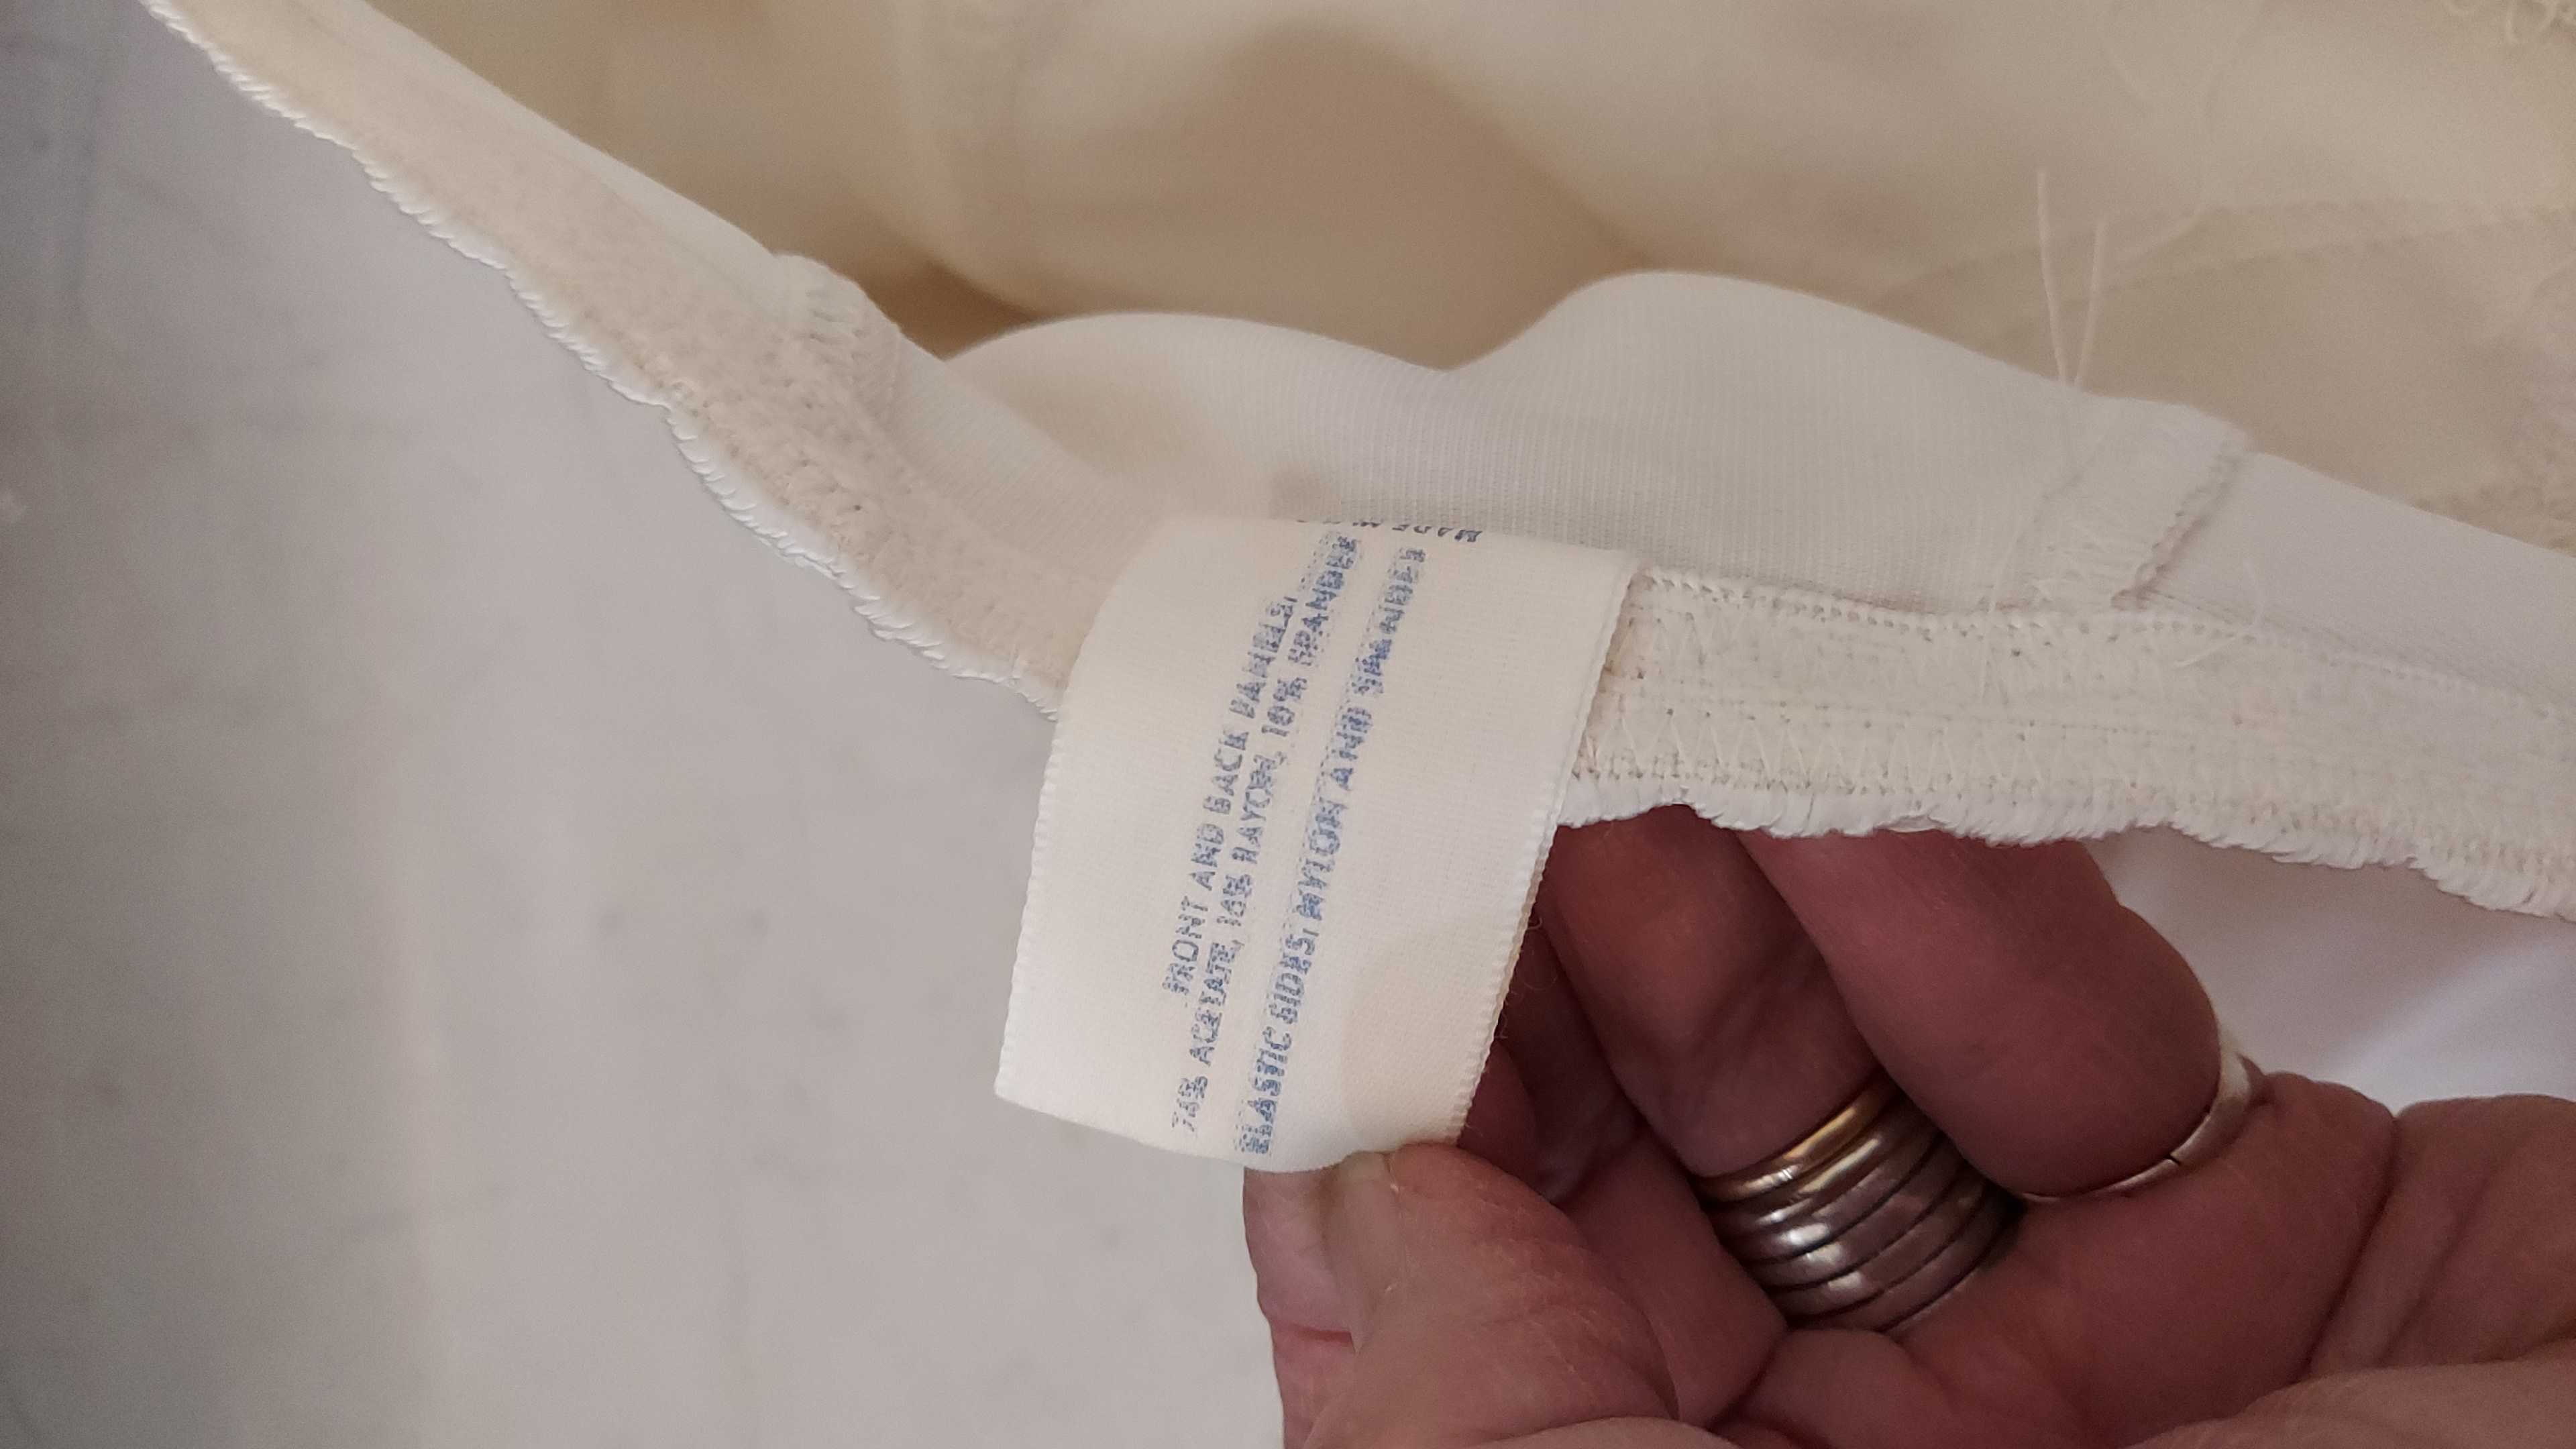 FRONT AND BACK PANELS,
74% ACETATE, 16% RAYON, 10% SPANDEX
ELASTIC SIDES, NYLON AND SPANDEX
MADE IN